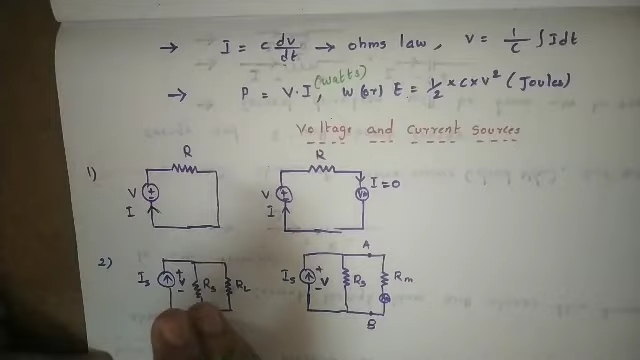 → I = c dv/dt → ohms law, V = 1/C ∫ I dt
→ P = V·I (watts), W (or) E = 1/2 × C × V² (Joules)
Voltage and current sources
1) R V I R V I I=0
2) Is + V - Rs RL Is + V - Rs A B Rm